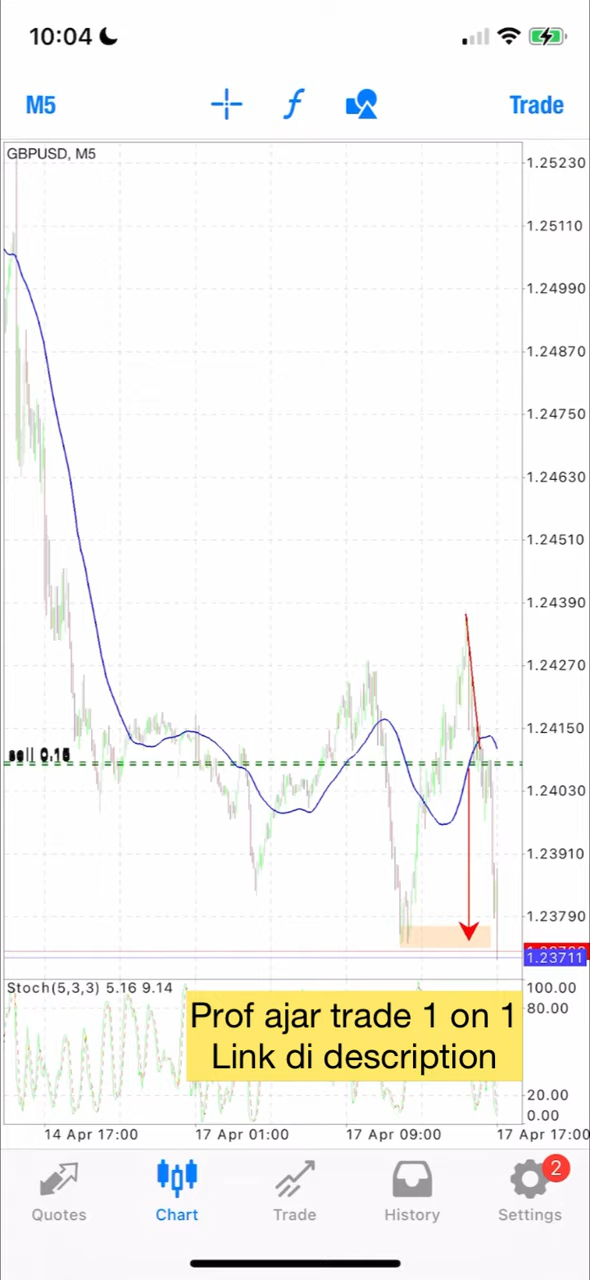 10:04
M5
Trade
GBPUSD, M5
1.25230
1.25110
1.24990
1.24870
1.24750
1.24630
1.24510
1.24390
1.24270
1.24150
1.24030
1.23910
1.23790
1.23711
Stoch(5,3,3) 5.16 9.14
100.00
80.00
20.00
0.00
Prof ajar trade 1 on 1
Link di description
14 Apr 17:00
17 Apr 01:00
17 Apr 09:00
17 Apr 17:00
2
Quotes
Chart
Trade
History
Settings